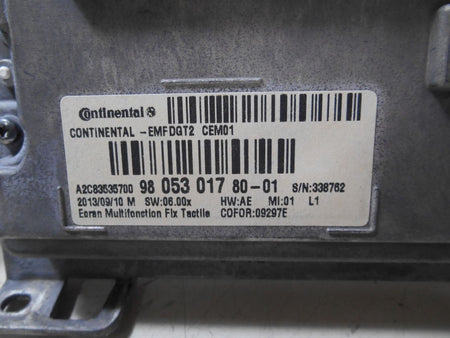 Continental
CONTINENTAL -EMFDGT2 CEM01
A2C83535700 98 053 017 80-01 S/N:338762
2013/09/10 M SW:06.00x HW:AE MI:01 L1
Ecran Multifonction Fix Tactile COFOR:09297E